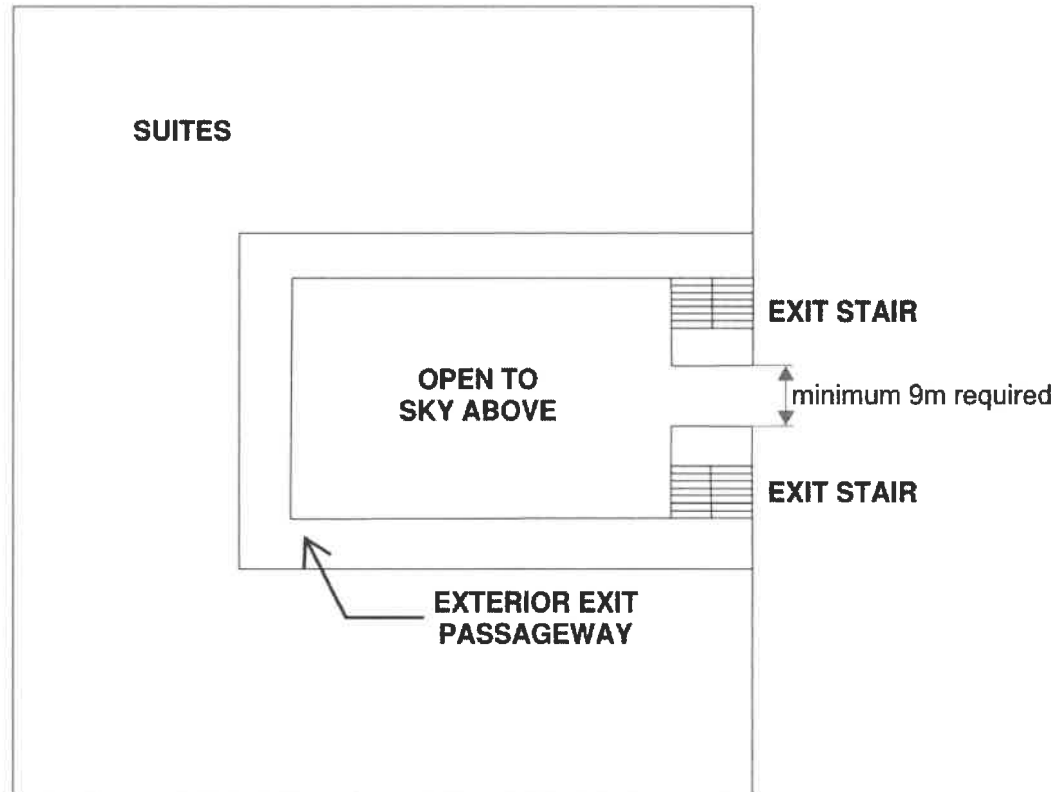 SUITES
EXIT STAIR
OPEN TO
SKY ABOVE
minimum 9m required
EXIT STAIR
EXTERIOR EXIT
PASSAGEWAY